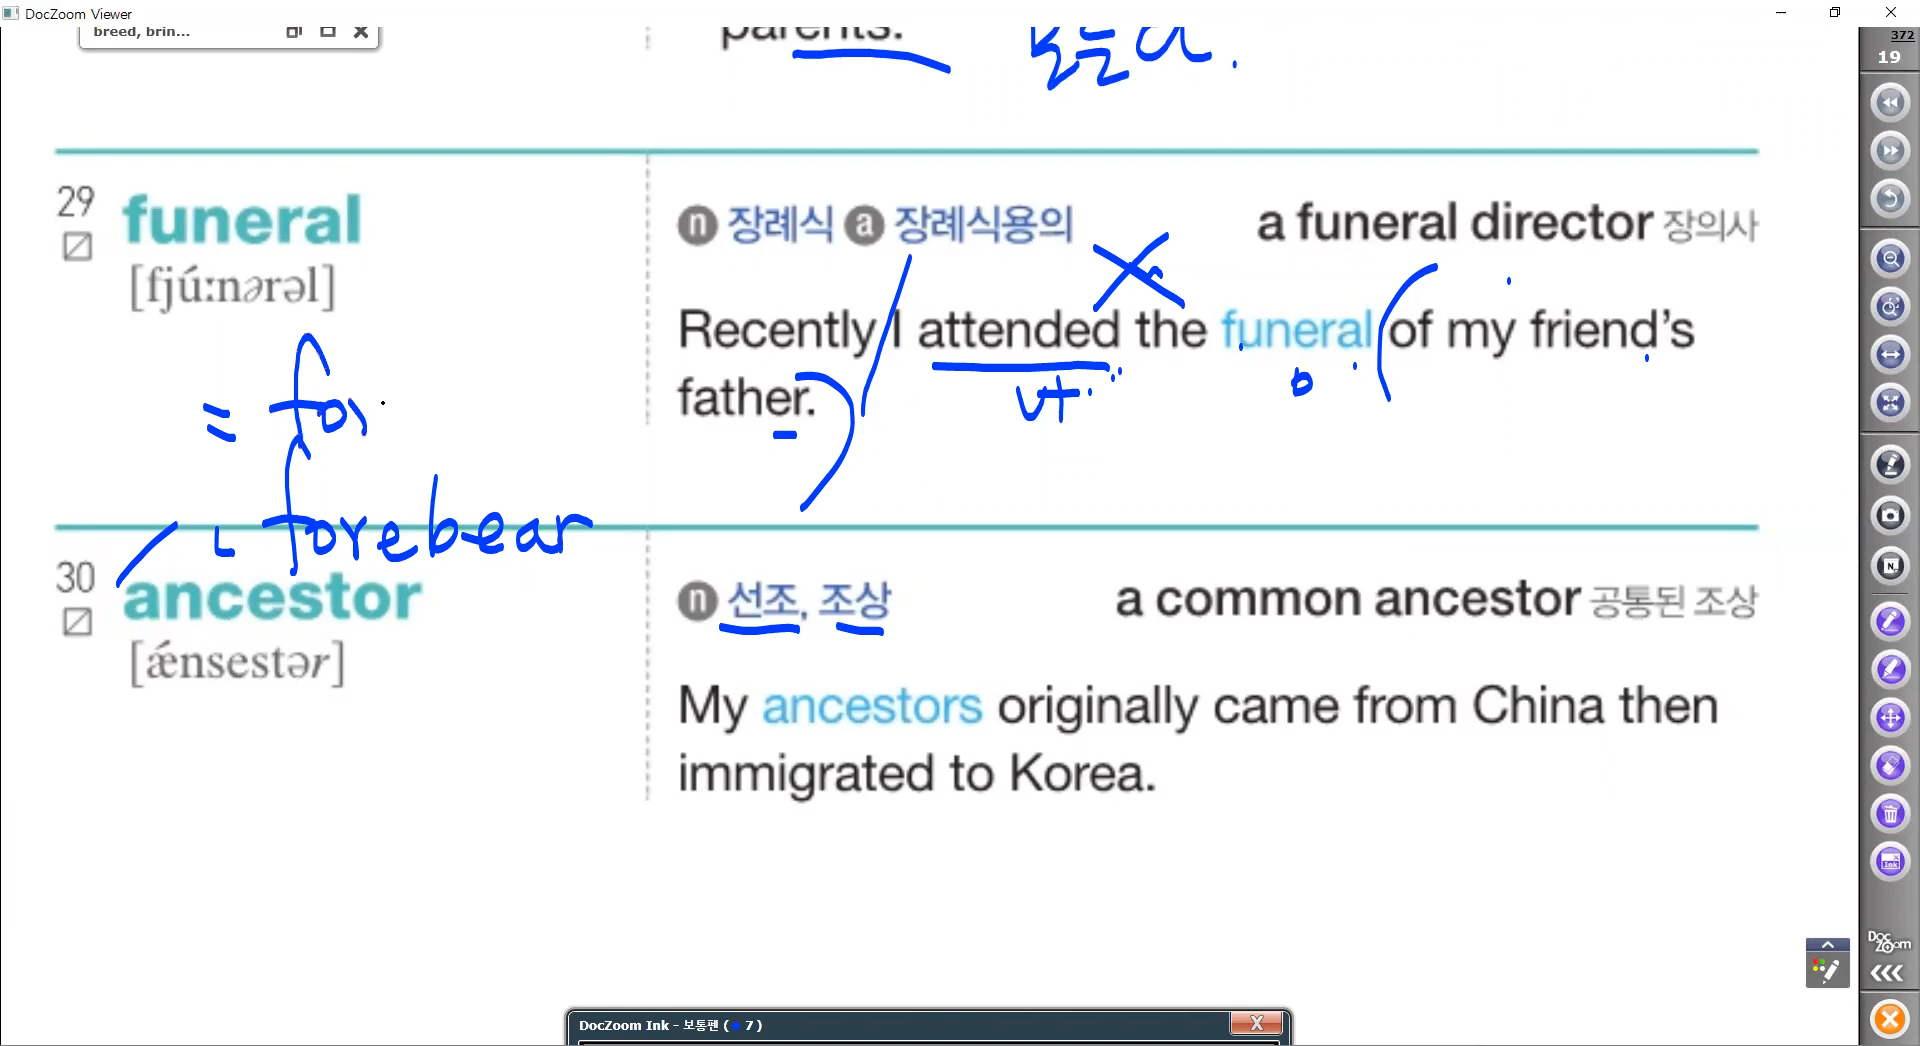 DocZoom Viewer
breed, brin...
372
19
parents.
29
funeral
[fjúːnərəl]
n 장례식 a 장례식용의
a funeral director 장의사
Recently I attended the funeral of my friend's
father.
vt
o
= for
forebear
30
ancestor
[ǽnsestər]
n 선조, 조상
a common ancestor 공통된 조상
My ancestors originally came from China then
immigrated to Korea.
Ink
DocZoom
DocZoom Ink - 보통펜 ( 7 )
X